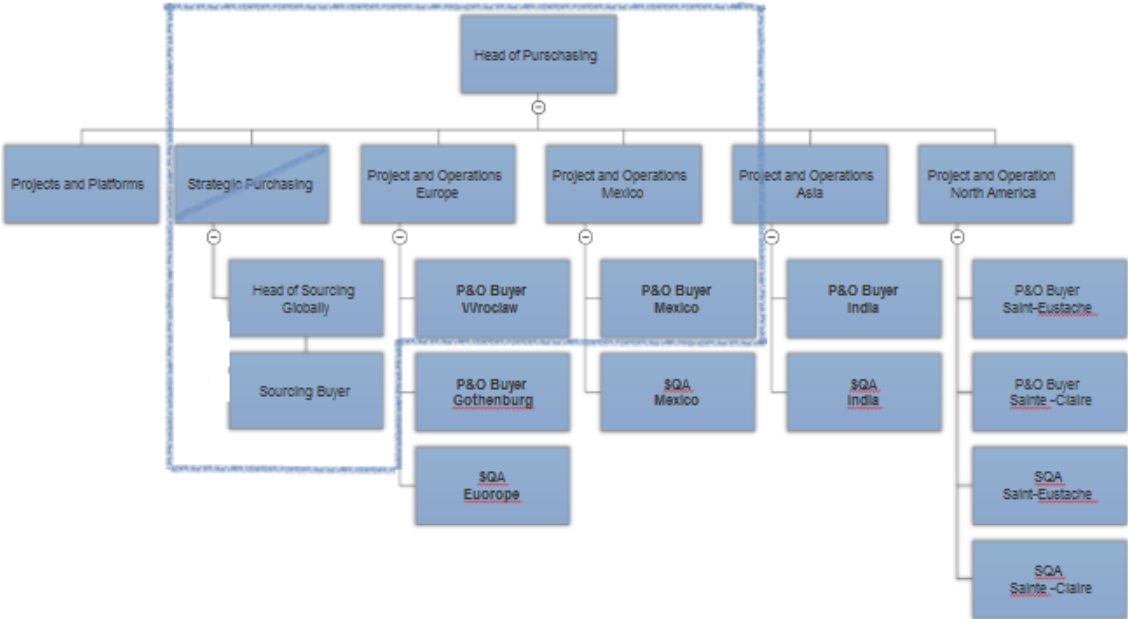 Head of Purschasing
Projects and Platforms
Strategic Purchasing
Project and Operations
Europe
Project and Operations
Mexico
Project and Operations
Asia
Project and Operation
North America
Head of Sourcing
Globally
Sourcing Buyer
P&O Buyer
Wroclaw
P&O Buyer
Gothenburg
SQA
Euorope
P&O Buyer
Mexico
SQA
Mexico
P&O Buyer
India
SQA
India
P&O Buyer
Saint-Eustache
P&O Buyer
Sainte -Claire
SQA
Saint-Eustache
SQA
Sainte -Claire